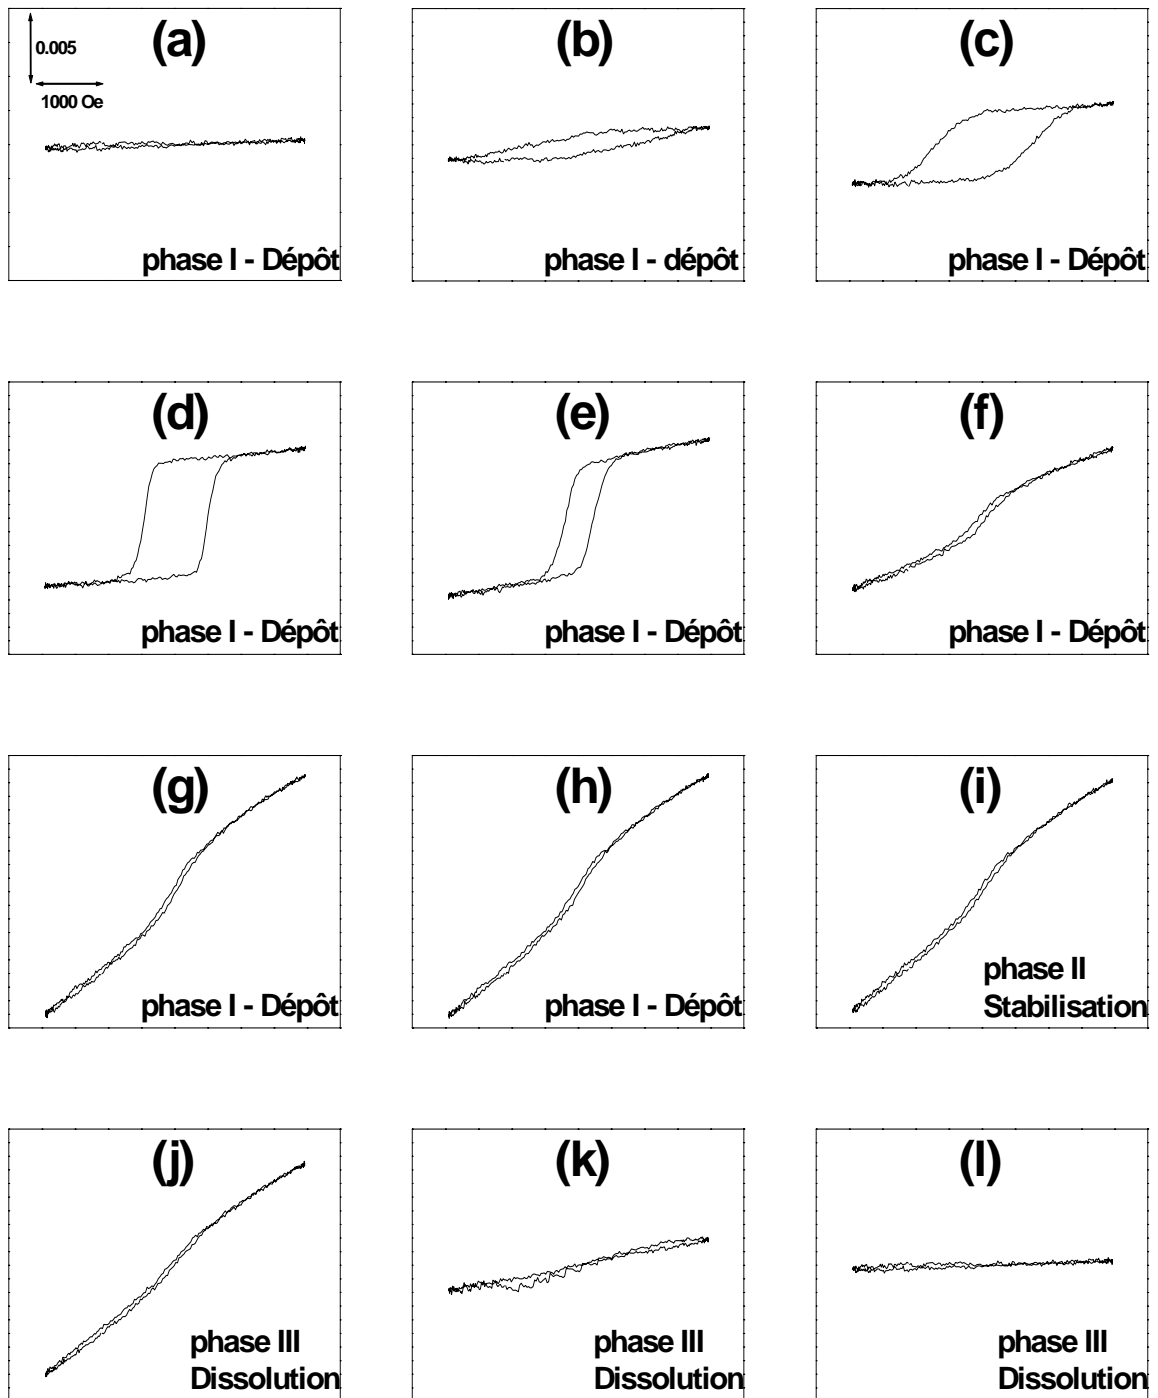 (a)
0.005
1000 Oe
phase I - Dépôt
(b)
phase I - dépôt
(c)
phase I - Dépôt
(d)
phase I - Dépôt
(e)
phase I - Dépôt
(f)
phase I - Dépôt
(g)
phase I - Dépôt
(h)
phase I - Dépôt
(i)
phase II
Stabilisation
(j)
phase III
Dissolution
(k)
phase III
Dissolution
(l)
phase III
Dissolution